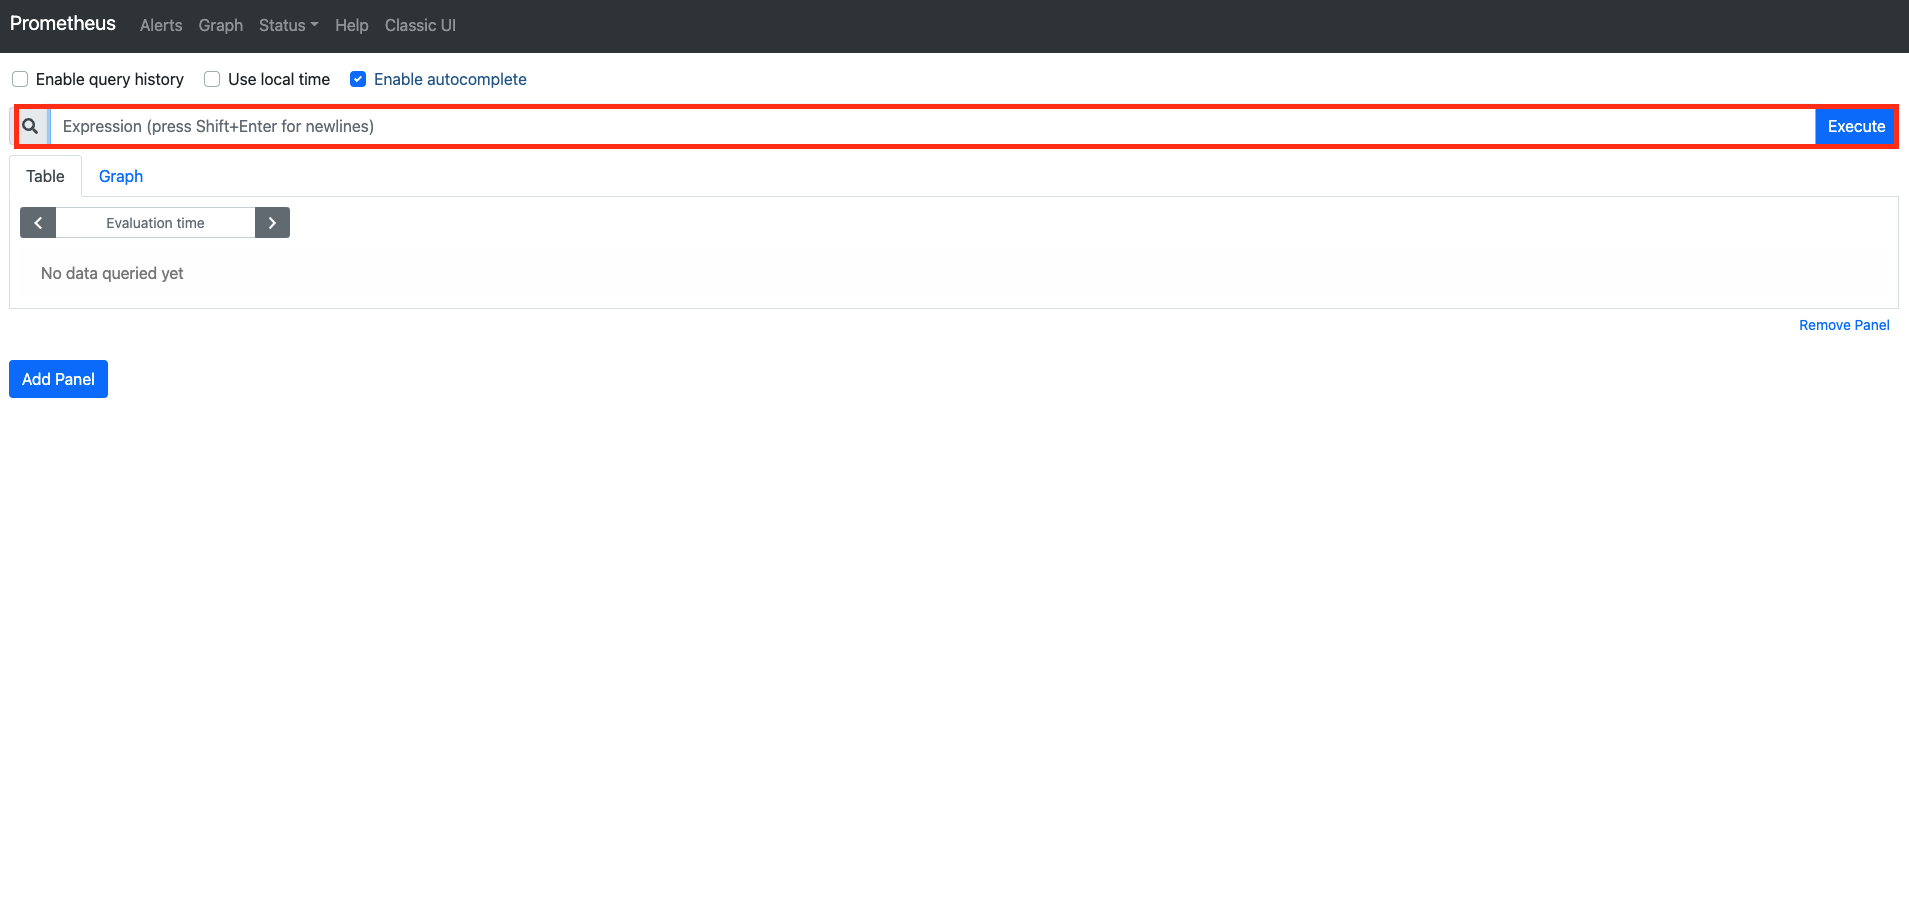 Prometheus Alerts Graph Status Help Classic UI
Enable query history Use local time Enable autocomplete
Expression (press Shift+Enter for newlines) Execute
Table Graph
Evaluation time
No data queried yet
Remove Panel
Add Panel